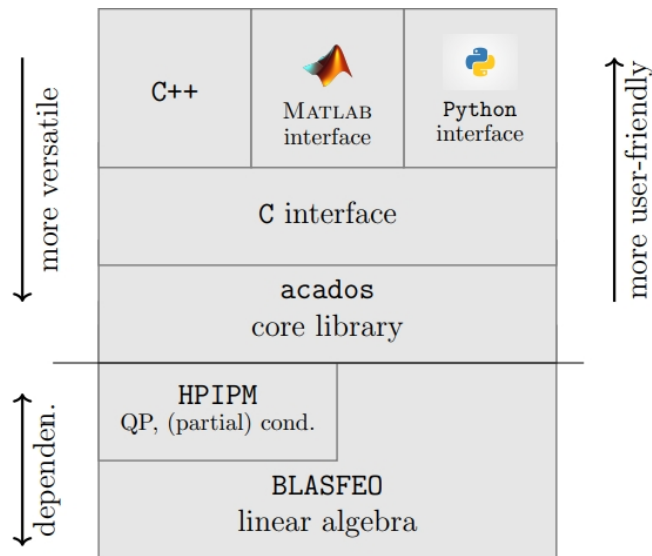 C++
MATLAB
interface
Python
interface
C interface
acados
core library
HPIPM
QP, (partial) cond.
BLASFEO
linear algebra
more versatile
dependen.
more user-friendly